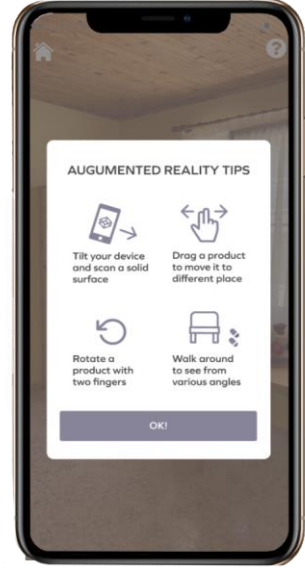 ?
AUGUMENTED REALITY TIPS
Tilt your device
and scan a solid
surface
Drag a product
to move it to
different place
Rotate a
product with
two fingers
Walk around
to see from
various angles
OK!